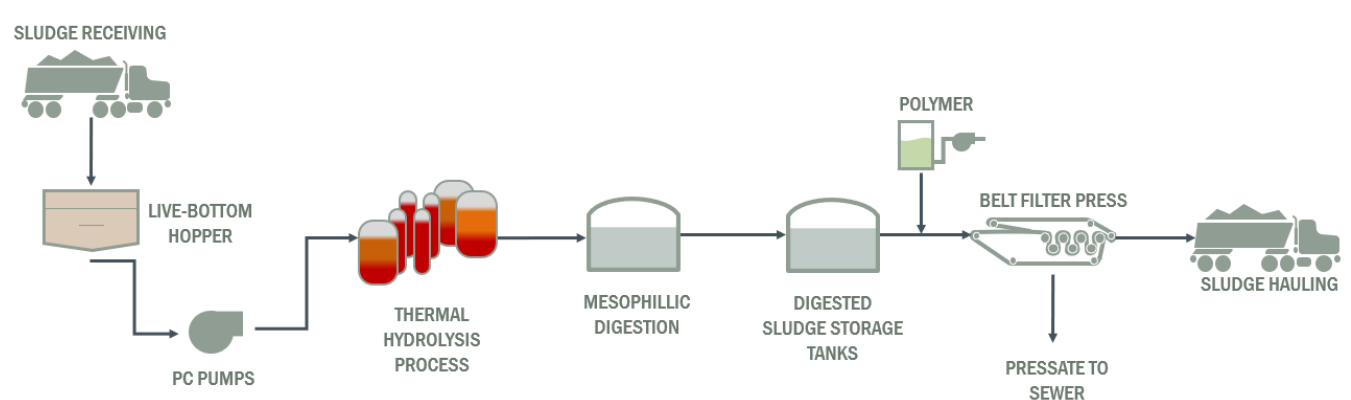 SLUDGE RECEIVING
LIVE-BOTTOM
HOPPER
PC PUMPS
THERMAL
HYDROLYSIS
PROCESS
MESOPHILLIC
DIGESTION
DIGESTED
SLUDGE STORAGE
TANKS
POLYMER
BELT FILTER PRESS
PRESSATE TO
SEWER
SLUDGE HAULING